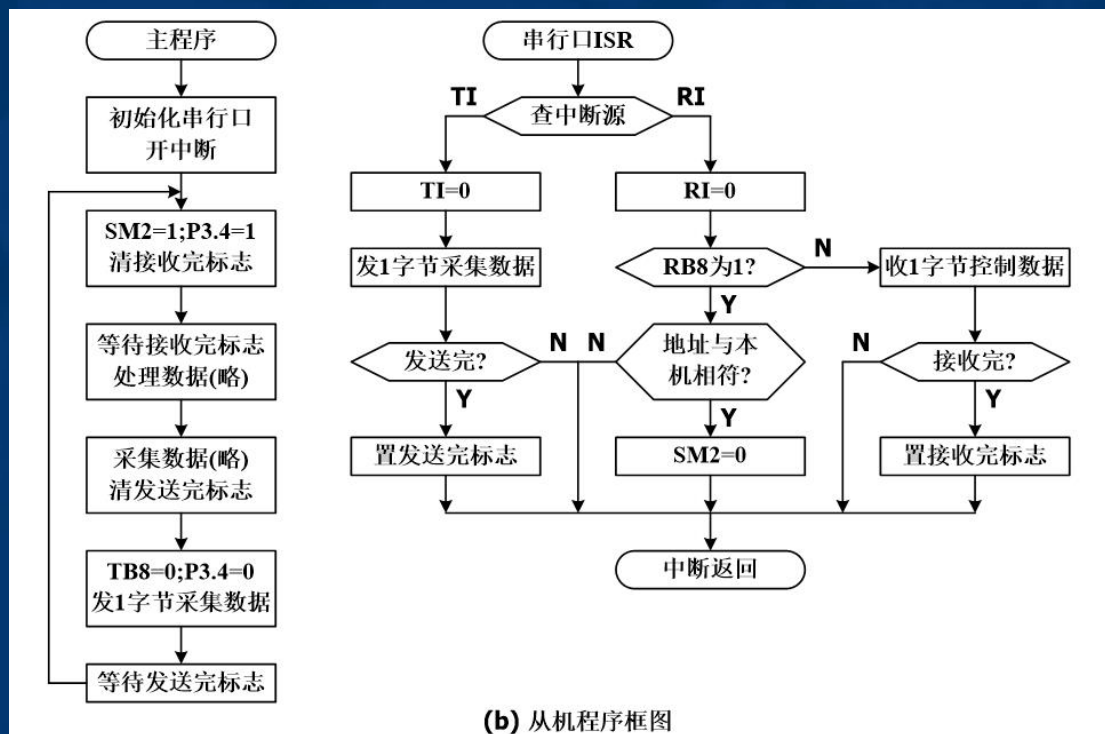 主程序
初始化串行口
开中断
SM2=1;P3.4=1
清接收完标志
等待接收完标志
处理数据(略)
采集数据(略)
清发送完标志
TB8=0;P3.4=0
发1字节采集数据
等待发送完标志
串行口ISR
TI
RI
查中断源
TI=0
RI=0
发1字节采集数据
RB8为1?
N
收1字节控制数据
Y
发送完?
N
N
地址与本
机相符?
N
接收完?
Y
Y
Y
置发送完标志
SM2=0
置接收完标志
中断返回
(b) 从机程序框图